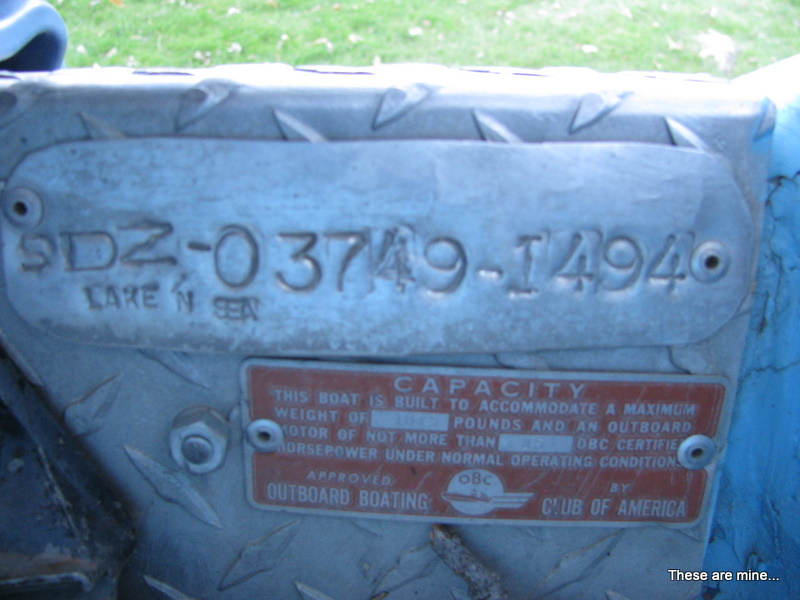 SDZ-03749-I494
LAKE N SEA
CAPACITY
THIS BOAT IS BUILT TO ACCOMMODATE A MAXIMUM
WEIGHT OF POUNDS AND AN OUTBOARD
MOTOR OF NOT MORE THAN OBC CERTIFIED
HORSEPOWER UNDER NORMAL OPERATING CONDITIONS
APPROVED OBC BY
OUTBOARD BOATING CLUB OF AMERICA
These are mine...